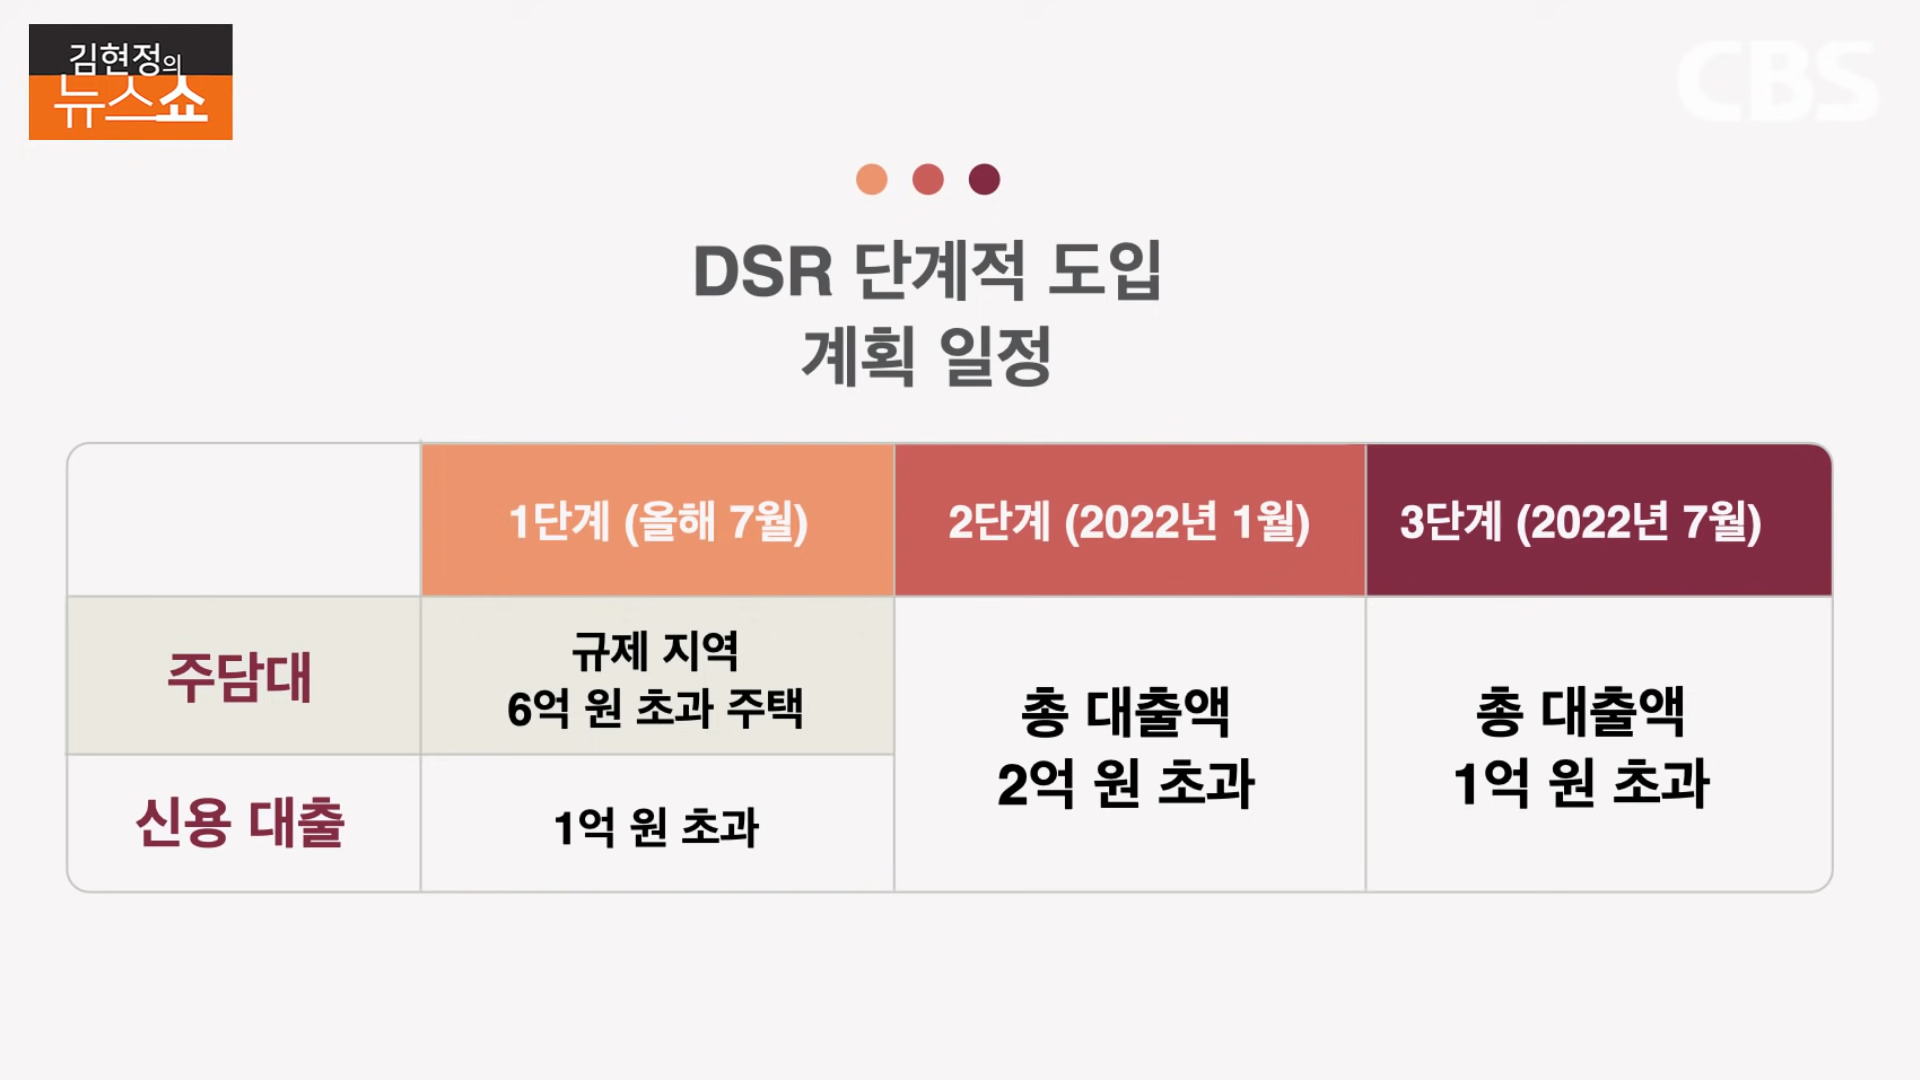 김현정의
뉴스쇼
CBS
DSR 단계적 도입
계획 일정
1단계 (올해 7월)
2단계 (2022년 1월)
3단계 (2022년 7월)
주담대
규제 지역
6억 원 초과 주택
총 대출액
2억 원 초과
총 대출액
1억 원 초과
신용 대출
1억 원 초과